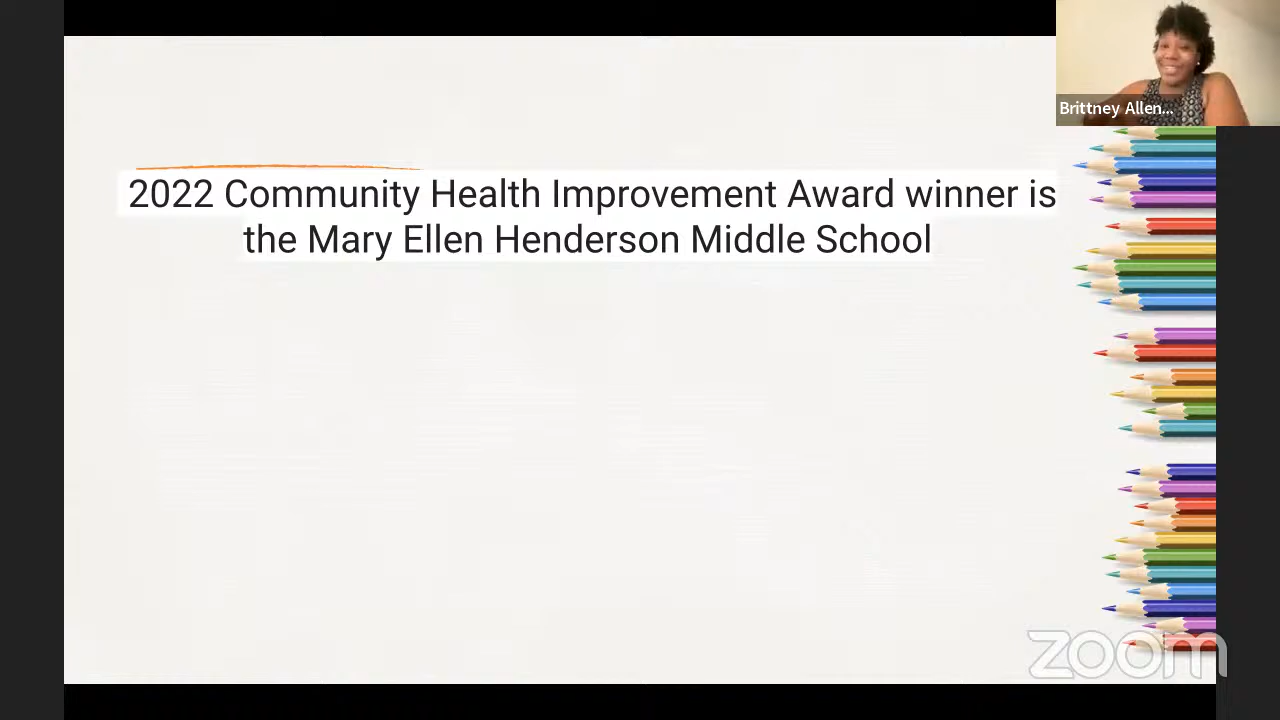 Brittney Allen...
2022 Community Health Improvement Award winner is
the Mary Ellen Henderson Middle School
zoom